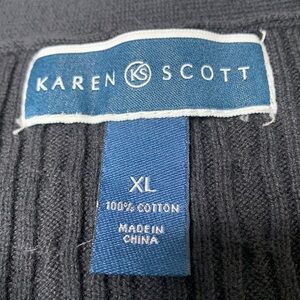 KAREN KS SCOTT
XL
100% COTTON
MADE IN
CHINA